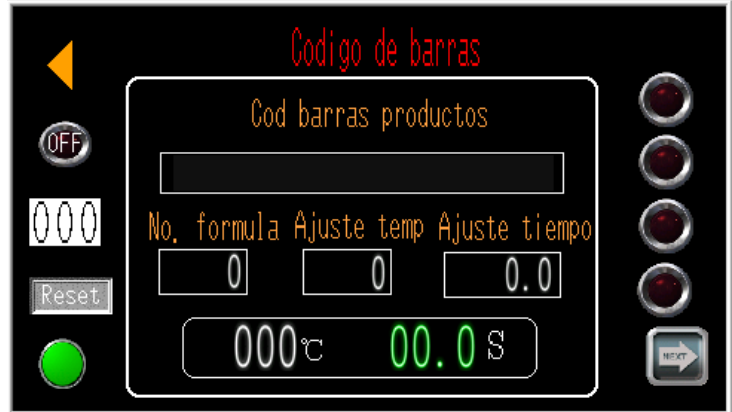 Codigo de barras
Cod barras productos
OFF
000
No. formula Ajuste temp Ajuste tiempo
0 0 0.0
Reset
000℃ 00.0 S
NEXT